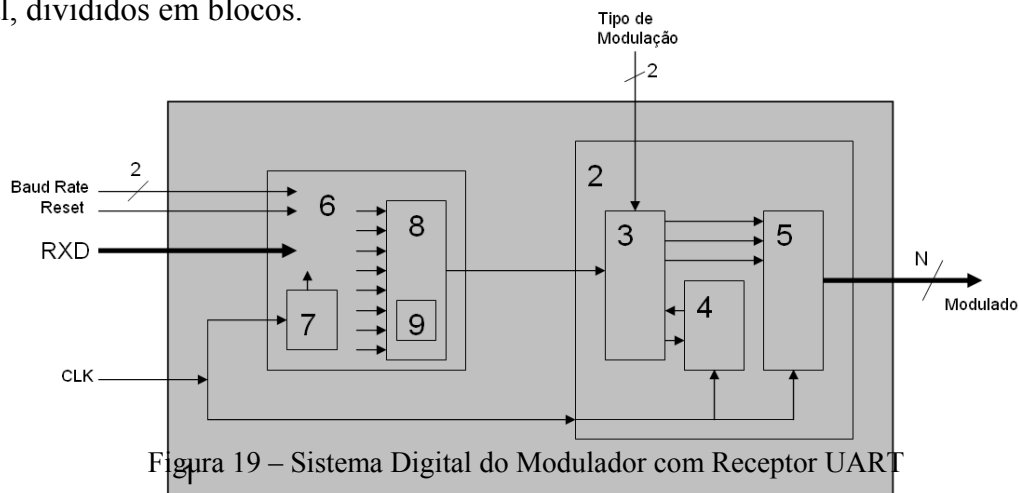 l, divididos em blocos.
Tipo de
Modulação
2
2
Baud Rate
Reset
RXD
CLK
6
7
8
9
2
3
4
5
N
Modulado
1
Figura 19 – Sistema Digital do Modulador com Receptor UART